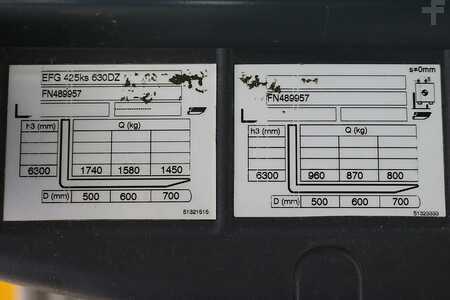 EFG 425ks 630DZ
FN489957
h3 (mm) Q (kg)
6300 1740 1580 1450
D (mm) 500 600 700
51321515
s=0mm
FN489957
h3 (mm) Q (kg)
6300 960 870 800
D (mm) 500 600 700